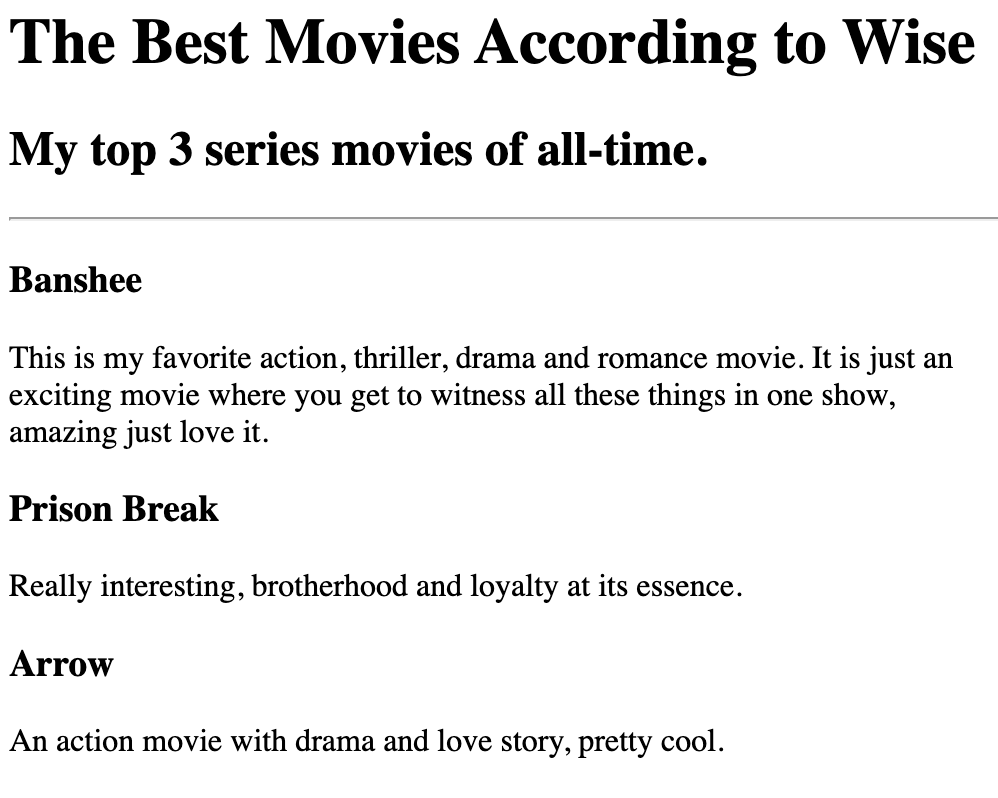 The Best Movies According to Wise
My top 3 series movies of all-time.
Banshee
This is my favorite action, thriller, drama and romance movie. It is just an
exciting movie where you get to witness all these things in one show,
amazing just love it.
Prison Break
Really interesting, brotherhood and loyalty at its essence.
Arrow
An action movie with drama and love story, pretty cool.